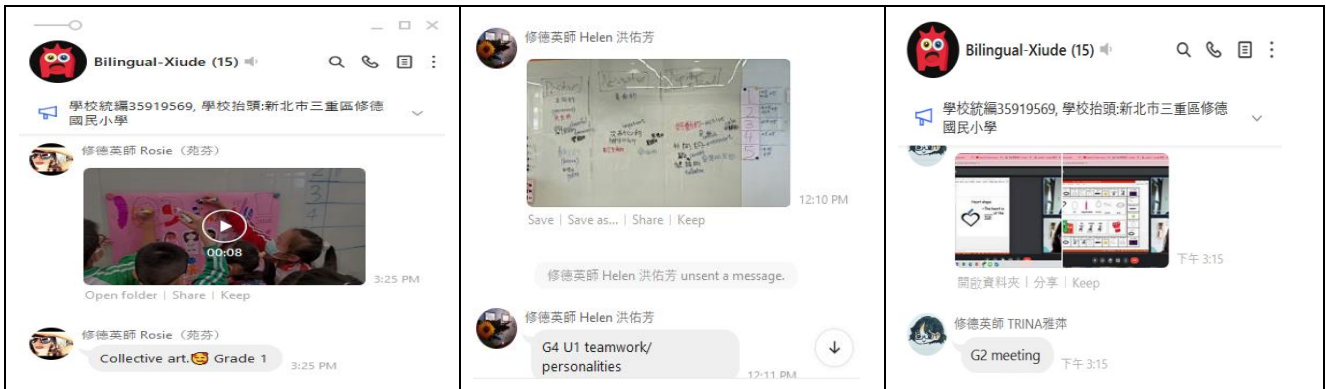 Bilingual-Xiude (15)
學校統編35919569, 學校抬頭:新北市三重區修德
國民小學
修德英師 Rosie（苑芬）
00:08
3:25 PM
Open folder | Share | Keep
修德英師 Rosie（苑芬）
Collective art.🥰 Grade 1
3:25 PM
修德英師 Helen 洪佑芳
12:10 PM
Save | Save as... | Share | Keep
修德英師 Helen 洪佑芳 unsent a message.
修德英師 Helen 洪佑芳
G4 U1 teamwork/
personalities
12:11 PM
Bilingual-Xiude (15)
學校統編35919569, 學校抬頭:新北市三重區修德
國民小學
Heart shape
下午 3:15
開啟資料夾 | 分享 | Keep
修德英師 TRINA雅萍
G2 meeting
下午 3:15